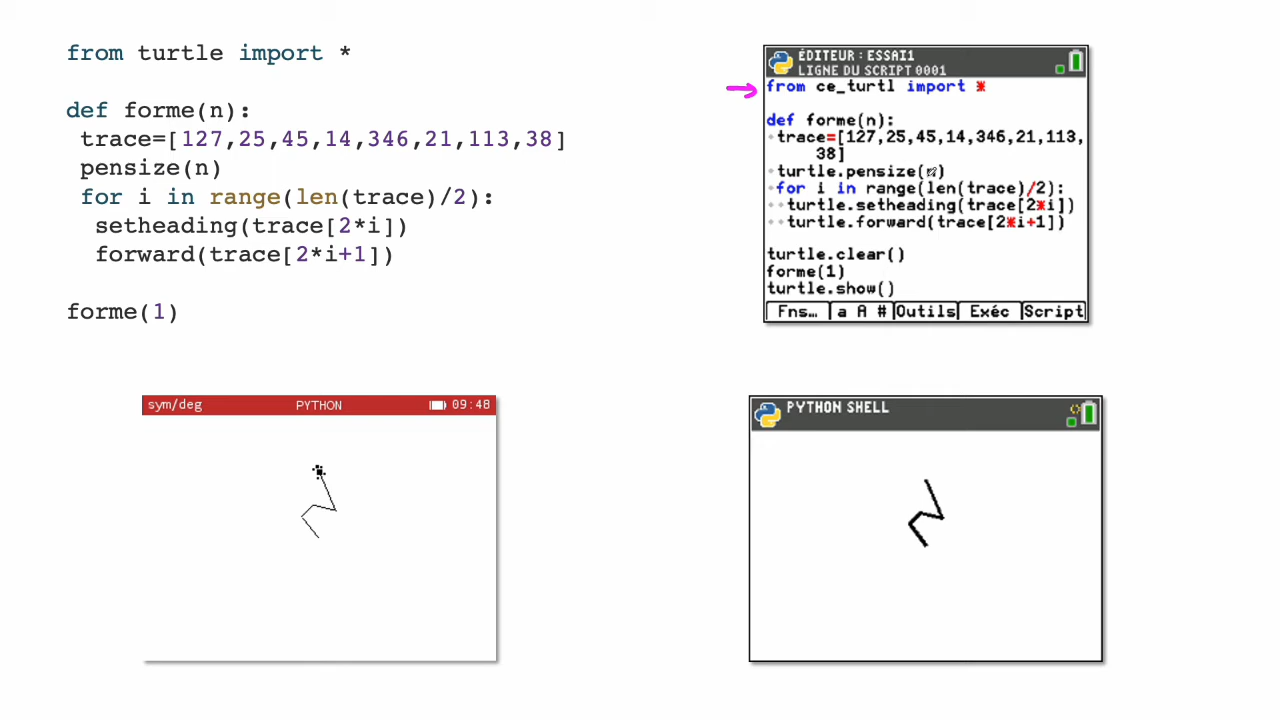 from turtle import *
def forme(n):
trace=[127,25,45,14,346,21,113,38]
pensize(n)
for i in range(len(trace)/2):
setheading(trace[2*i])
forward(trace[2*i+1])
forme(1)
ÉDITEUR : ESSAI1
LIGNE DU SCRIPT 0001
from ce_turtl import *
def forme(n):
trace=[127,25,45,14,346,21,113,
38]
turtle.pensize( )
for i in range(len(trace)/2):
turtle.setheading(trace[2*i])
turtle.forward(trace[2*i+1])
turtle.clear()
forme(1)
turtle.show()
Fns… a A # Outils Exéc Script
sym/deg PYTHON 09:48
PYTHON SHELL